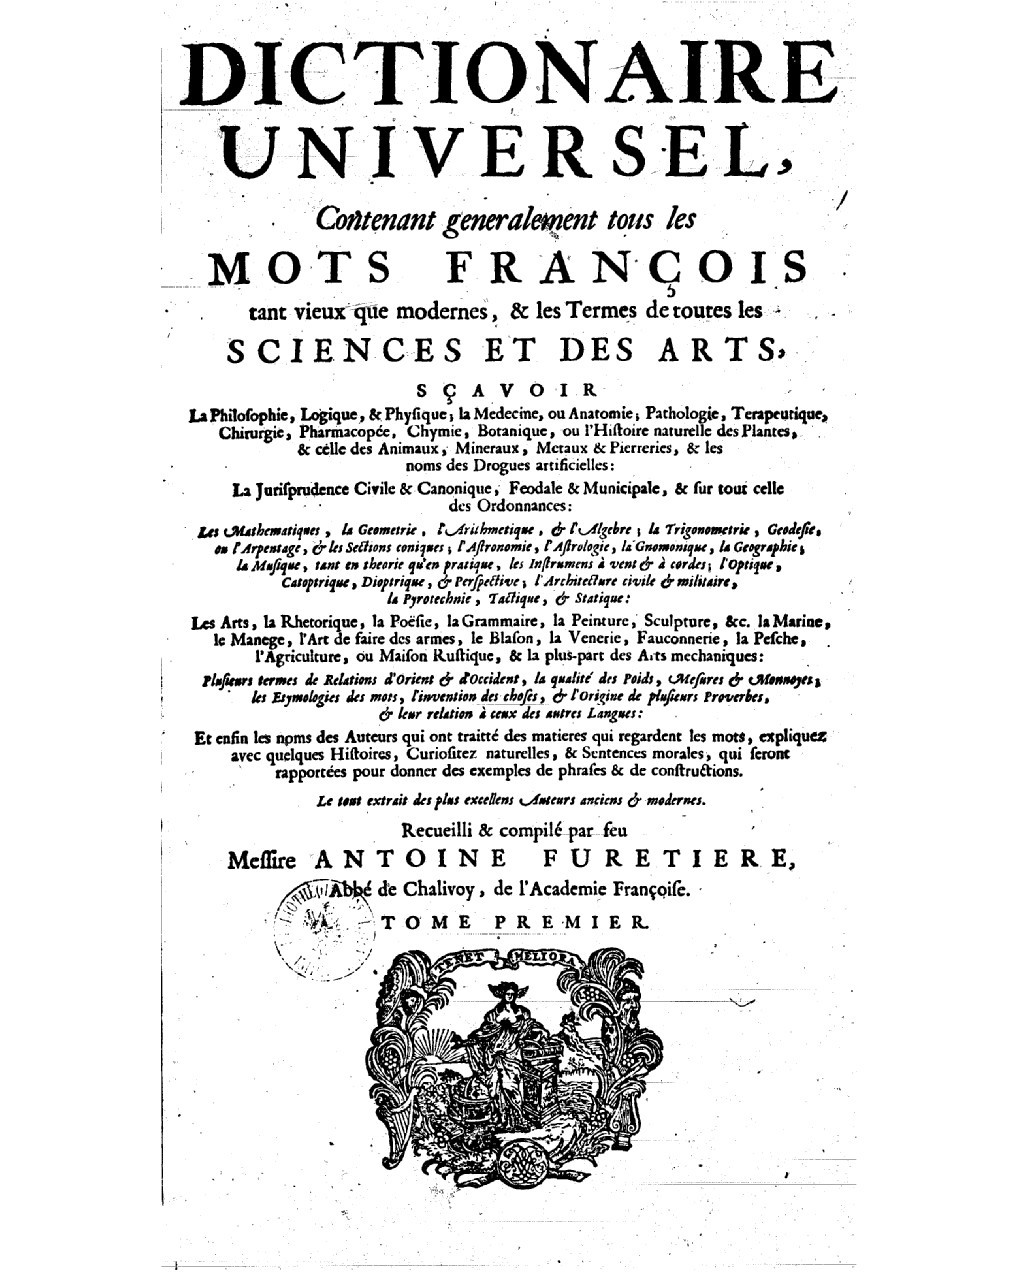 DICTIONAIRE
UNIVERSEL,
Contenant generalement tous les
MOTS FRANÇOIS
tant vieux que modernes, & les Termes de toutes les
SCIENCES ET DES ARTS,
SÇAVOIR
La Philoſophie, Logique, & Phyſique; la Medecine, ou Anatomie; Pathologie, Terapeutique,
Chirurgie, Pharmacopée, Chymie, Botanique, ou l'Hiſtoire naturelle des Plantes,
& celle des Animaux, Mineraux, Metaux & Pierreries, & les
noms des Drogues artificielles:
La Juriſprudence Civile & Canonique, Feodale & Municipale, & ſur tout celle
des Ordonnances:
Les Mathematiques, la Geometrie, l'Arithmetique, & l'Algebre; la Trigonometrie, Geodeſie,
ou l'Arpentage, & les Sections coniques; l'Aſtronomie, l'Aſtrologie, la Gnomonique, la Geographie;
la Muſique, tant en theorie qu'en pratique, les Inſtrumens à vent & à cordes; l'Optique,
Catoptrique, Dioptrique, & Perſpective; l'Architecture civile & militaire,
la Pyrotechnie, Tactique, & Statique:
Les Arts, la Rhetorique, la Poëſie, la Grammaire, la Peinture, Sculpture, &c. la Marine,
le Manege, l'Art de faire des armes, le Blaſon, la Venerie, Fauconnerie, la Peſche,
l'Agriculture, ou Maiſon Ruſtique, & la plus-part des Arts mechaniques:
Pluſieurs termes de Relations d'Orient & d'Occident, la qualité des Poids, Meſures & Monnoyes;
les Etymologies des mots, l'invention des choſes, & l'Origine de pluſieurs Proverbes,
& leur relation à ceux des autres Langues:
Et enfin les noms des Auteurs qui ont traitté des matieres qui regardent les mots, expliquez
avec quelques Hiſtoires, Curioſitez naturelles, & Sentences morales, qui ſeront
rapportées pour donner des exemples de phraſes & de conſtructions.
Le tout extrait des plus excellens Auteurs anciens & modernes.
Recueilli & compilé par feu
Meſſire ANTOINE FURETIERE,
Abbé de Chalivoy, de l'Academie Françoiſe.
TOME PREMIER
TENET MELIORA